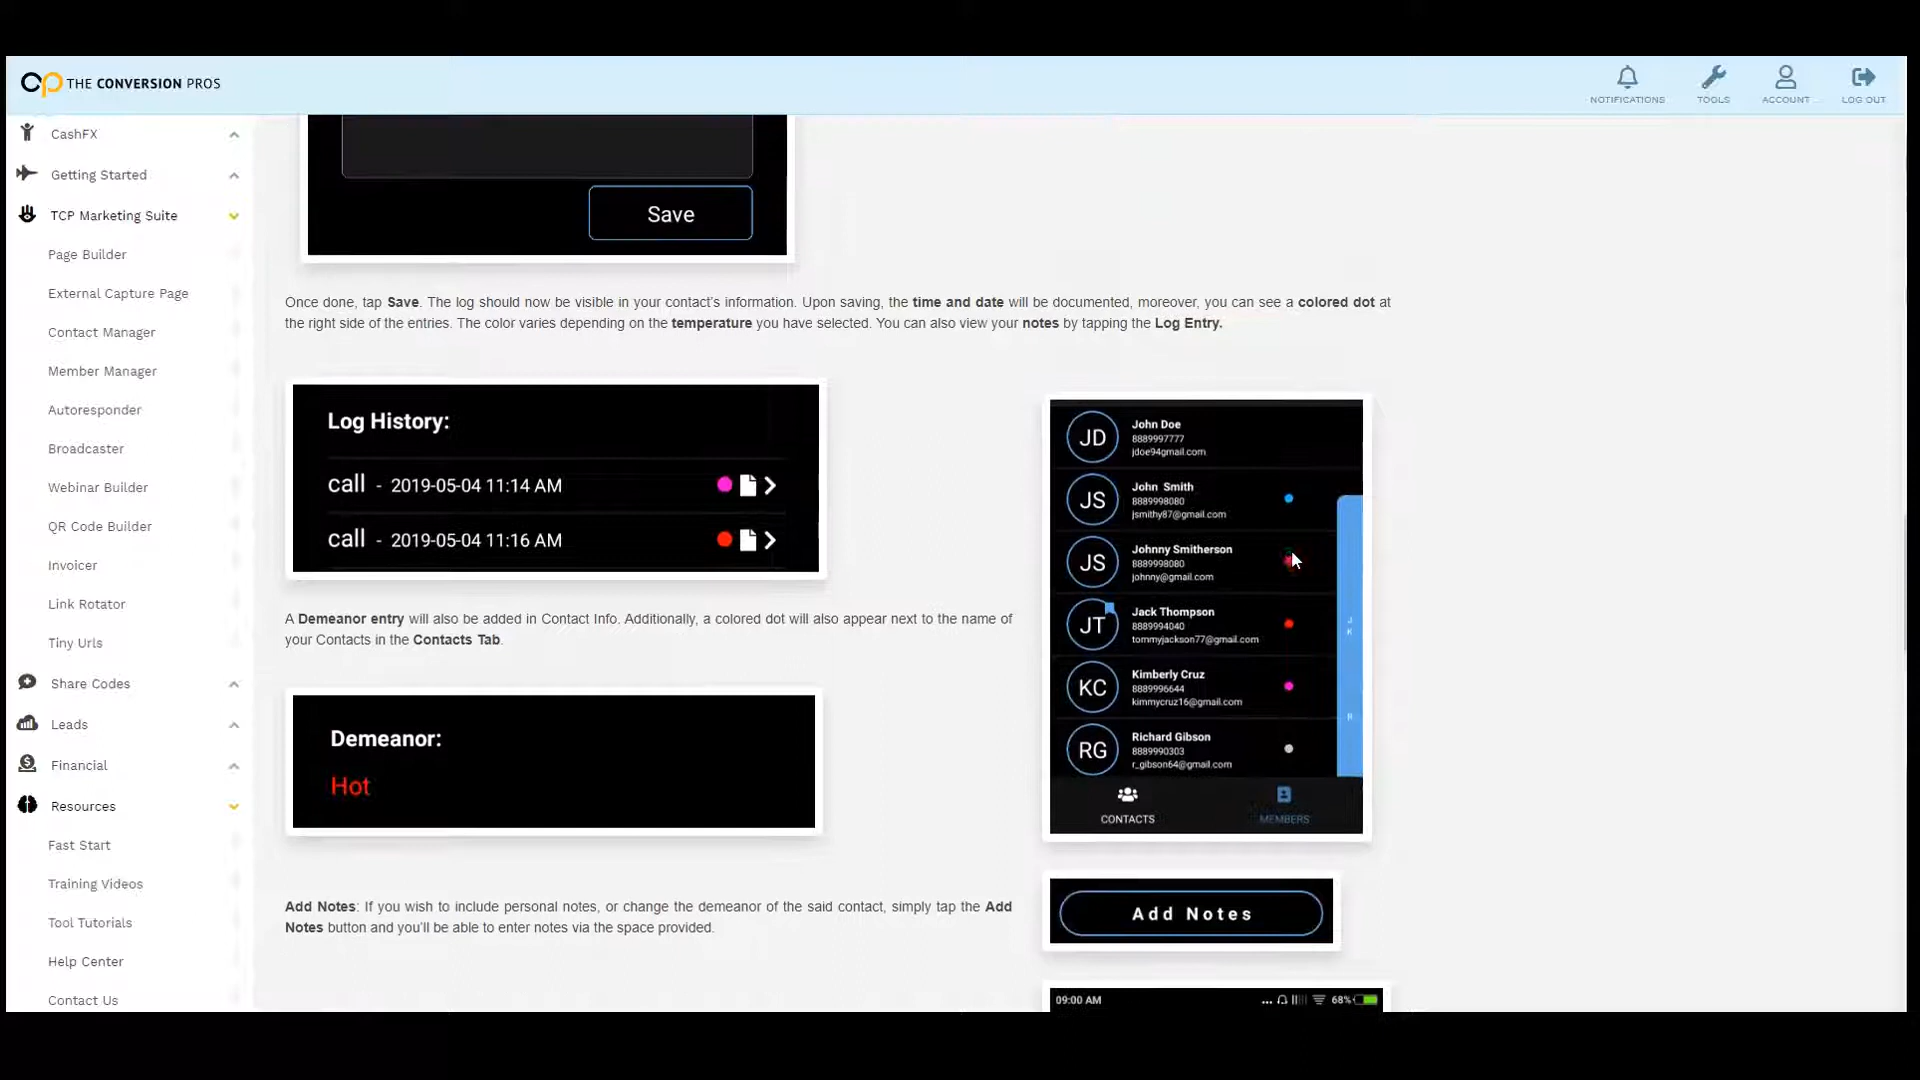 THE CONVERSION PROS
NOTIFICATIONS
TOOLS
ACCOUNT
LOG OUT
CashFX
Getting Started
TCP Marketing Suite
Page Builder
External Capture Page
Contact Manager
Member Manager
Autoresponder
Broadcaster
Webinar Builder
QR Code Builder
Invoicer
Link Rotator
Tiny Urls
Share Codes
Leads
Financial
Resources
Fast Start
Training Videos
Tool Tutorials
Help Center
Contact Us
Save
Once done, tap Save. The log should now be visible in your contact's information. Upon saving, the time and date will be documented, moreover, you can see a colored dot at
the right side of the entries. The color varies depending on the temperature you have selected. You can also view your notes by tapping the Log Entry.
Log History:
call - 2019-05-04 11:14 AM
call - 2019-05-04 11:16 AM
A Demeanor entry will also be added in Contact Info. Additionally, a colored dot will also appear next to the name of
your Contacts in the Contacts Tab.
Demeanor:
Hot
Add Notes: If you wish to include personal notes, or change the demeanor of the said contact, simply tap the Add
Notes button and you'll be able to enter notes via the space provided.
JD
John Doe
8889997777
jdoe94gmail.com
JS
John Smith
8889998080
jsmithy87@gmail.com
JS
Johnny Smitherson
8889998080
johnny@gmail.com
JT
Jack Thompson
8889994040
tommyjackson77@gmail.com
KC
Kimberly Cruz
8889996644
kimmycruz16@gmail.com
RG
Richard Gibson
8889990303
r_gibson64@gmail.com
J
K
R
CONTACTS
MEMBERS
Add Notes
09:00 AM
68%